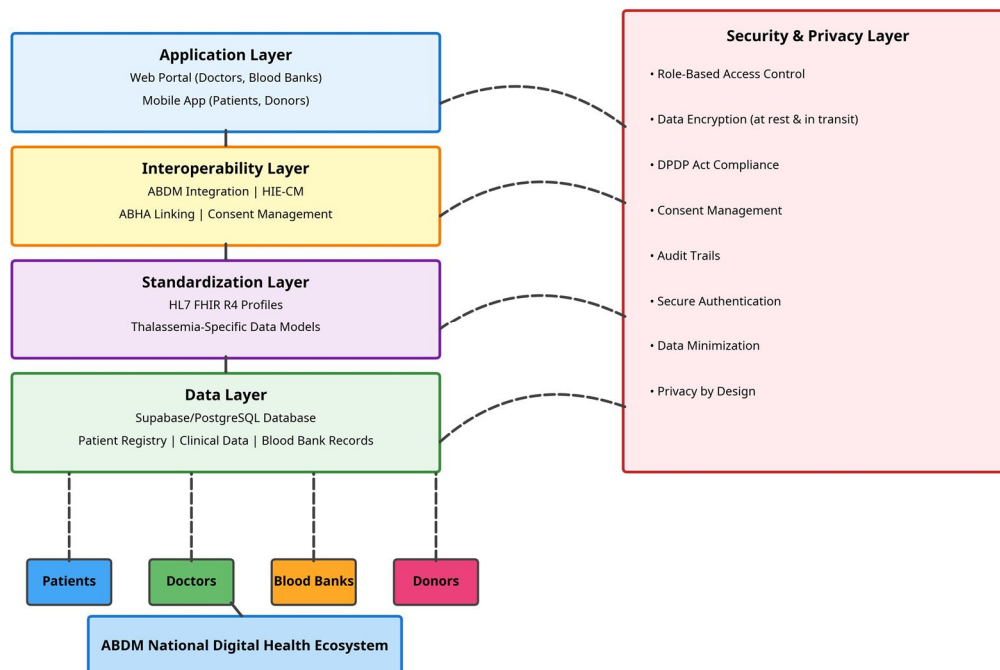 Application Layer
Web Portal (Doctors, Blood Banks)
Mobile App (Patients, Donors)
Interoperability Layer
ABDM Integration | HIE-CM
ABHA Linking | Consent Management
Standardization Layer
HL7 FHIR R4 Profiles
Thalassemia-Specific Data Models
Data Layer
Supabase/PostgreSQL Database
Patient Registry | Clinical Data | Blood Bank Records
Security & Privacy Layer
• Role-Based Access Control
• Data Encryption (at rest & in transit)
• DPDP Act Compliance
• Consent Management
• Audit Trails
• Secure Authentication
• Data Minimization
• Privacy by Design
Patients
Doctors
Blood Banks
Donors
ABDM National Digital Health Ecosystem